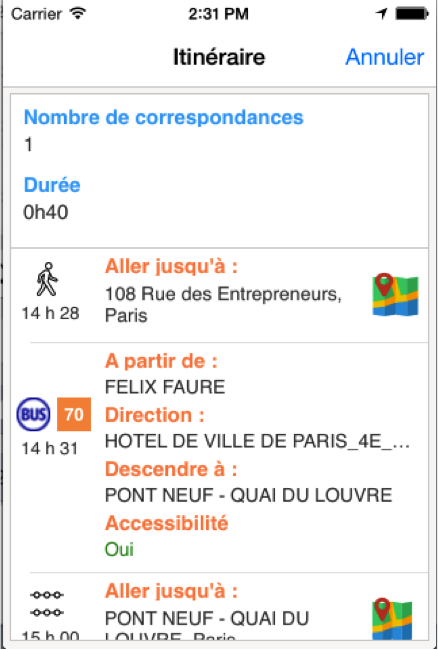 Carrier 2:31 PM
Itinéraire Annuler
Nombre de correspondances
1
Durée
0h40
Aller jusqu'à :
108 Rue des Entrepreneurs,
Paris
14 h 28
A partir de :
FELIX FAURE
BUS 70
Direction :
14 h 31
HOTEL DE VILLE DE PARIS_4E_...
Descendre à :
PONT NEUF - QUAI DU LOUVRE
Accessibilité
Oui
Aller jusqu'à :
PONT NEUF - QUAI DU
LOUVRE, Paris
15 h 00